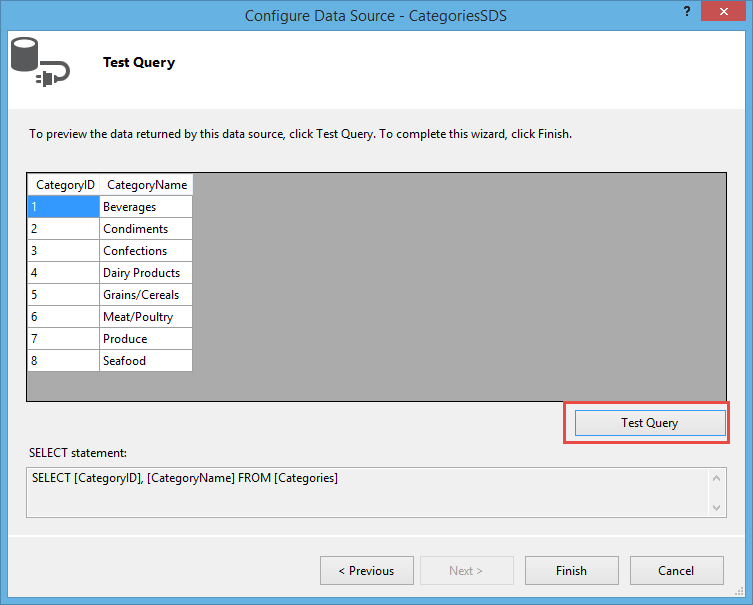 Configure Data Source - CategoriesSDS
?
Test Query
To preview the data returned by this data source, click Test Query. To complete this wizard, click Finish.
CategoryID CategoryName
1 Beverages
2 Condiments
3 Confections
4 Dairy Products
5 Grains/Cereals
6 Meat/Poultry
7 Produce
8 Seafood
Test Query
SELECT statement:
SELECT [CategoryID], [CategoryName] FROM [Categories]
< Previous Next > Finish Cancel